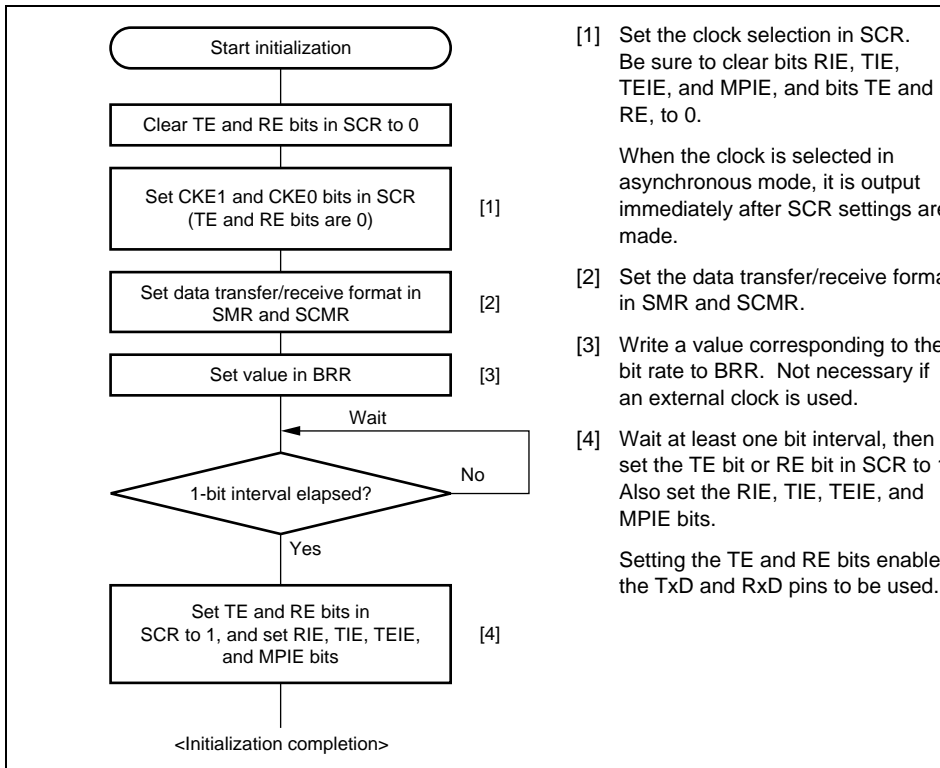 Start initialization
Clear TE and RE bits in SCR to 0
Set CKE1 and CKE0 bits in SCR
(TE and RE bits are 0)
[1]
Set data transfer/receive format in
SMR and SCMR
[2]
Set value in BRR
[3]
Wait
No
1-bit interval elapsed?
Yes
Set TE and RE bits in
SCR to 1, and set RIE, TIE, TEIE,
and MPIE bits
[4]
<Initialization completion>
[1] Set the clock selection in SCR.
Be sure to clear bits RIE, TIE,
TEIE, and MPIE, and bits TE and
RE, to 0.
When the clock is selected in
asynchronous mode, it is output
immediately after SCR settings are
made.
[2] Set the data transfer/receive
in SMR and SCMR.
[3] Write a value corresponding to the
bit rate to BRR. Not necessary if
an external clock is used.
[4] Wait at least one bit interval, then
set the TE bit or RE bit in SCR to
Also set the RIE, TIE, TEIE, and
MPIE bits.
Setting the TE and RE bits enable
the TxD and RxD pins to be used.